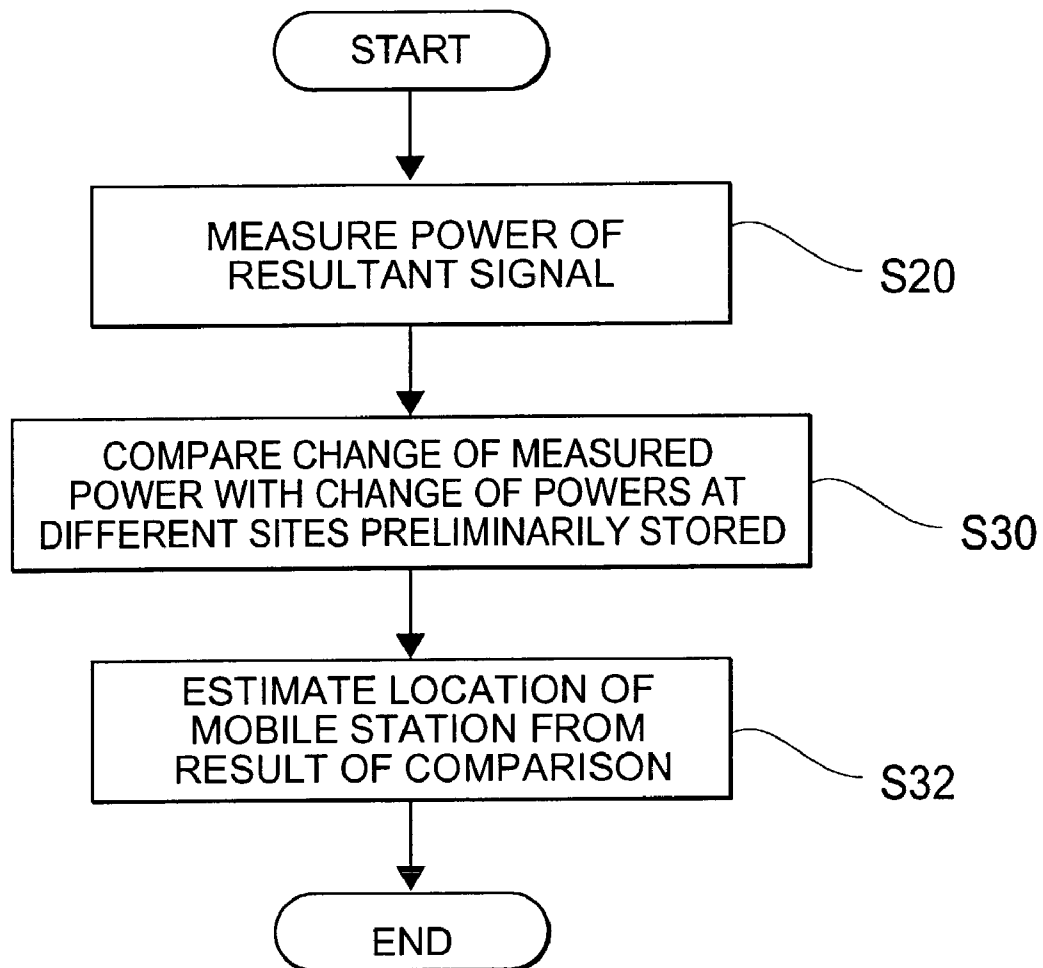 START
MEASURE POWER OF
RESULTANT SIGNAL
S20
COMPARE CHANGE OF MEASURED
POWER WITH CHANGE OF POWERS AT
DIFFERENT SITES PRELIMINARILY STORED
S30
ESTIMATE LOCATION OF
MOBILE STATION FROM
RESULT OF COMPARISON
S32
END